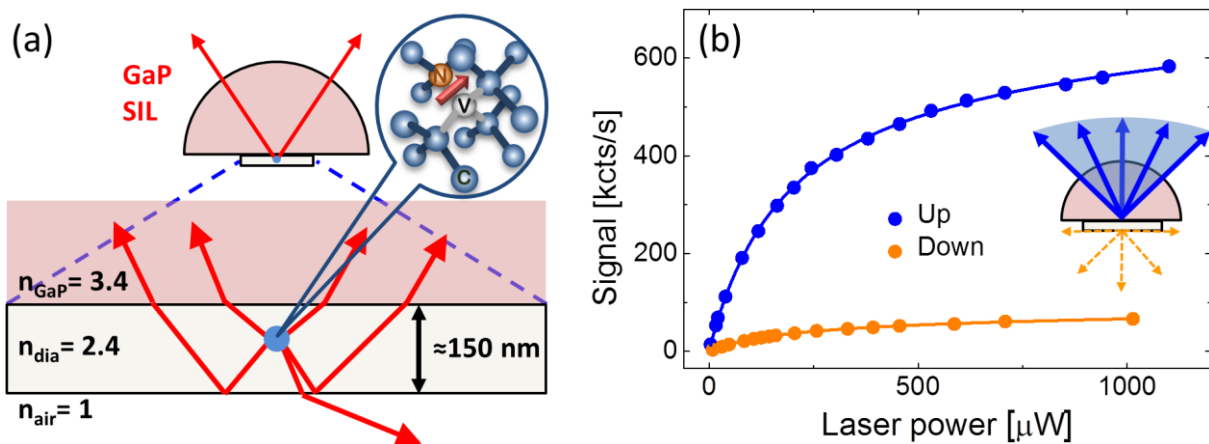 (a)
GaP
SIL
N
V
C
n_GaP = 3.4
n_dia = 2.4
≈150 nm
n_air = 1
(b)
Signal [kcts/s]
600
400
200
0
Up
Down
0
500
1000
Laser power [μW]